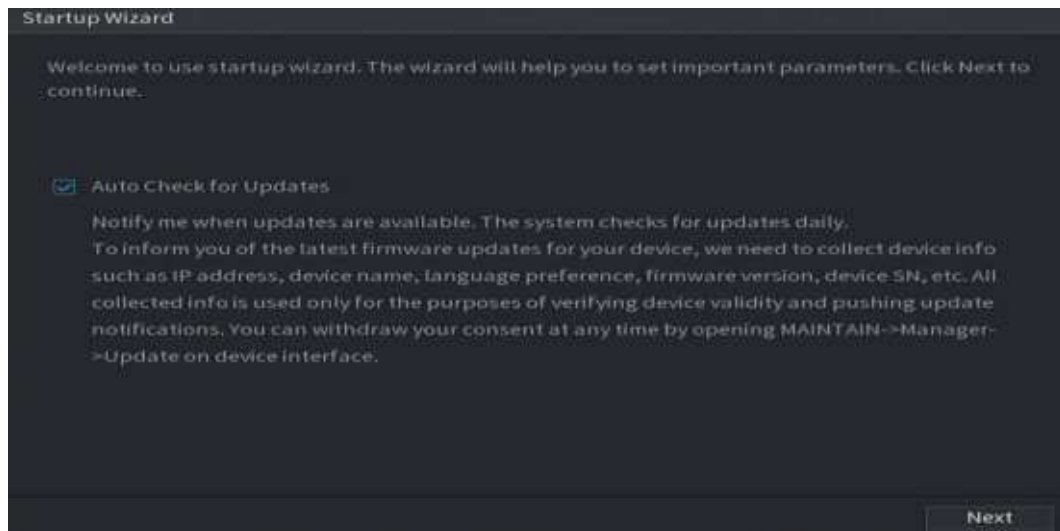 Startup Wizard
Welcome to use startup wizard. The wizard will help you to set important parameters. Click Next to
continue.
Auto Check for Updates
Notify me when updates are available. The system checks for updates daily.
To inform you of the latest firmware updates for your device, we need to collect device info
such as IP address, device name, language preference, firmware version, device SN, etc. All
collected info is used only for the purposes of verifying device validity and pushing update
notifications. You can withdraw your consent at any time by opening MAINTAIN->Manager-
>Update on device interface.
Next